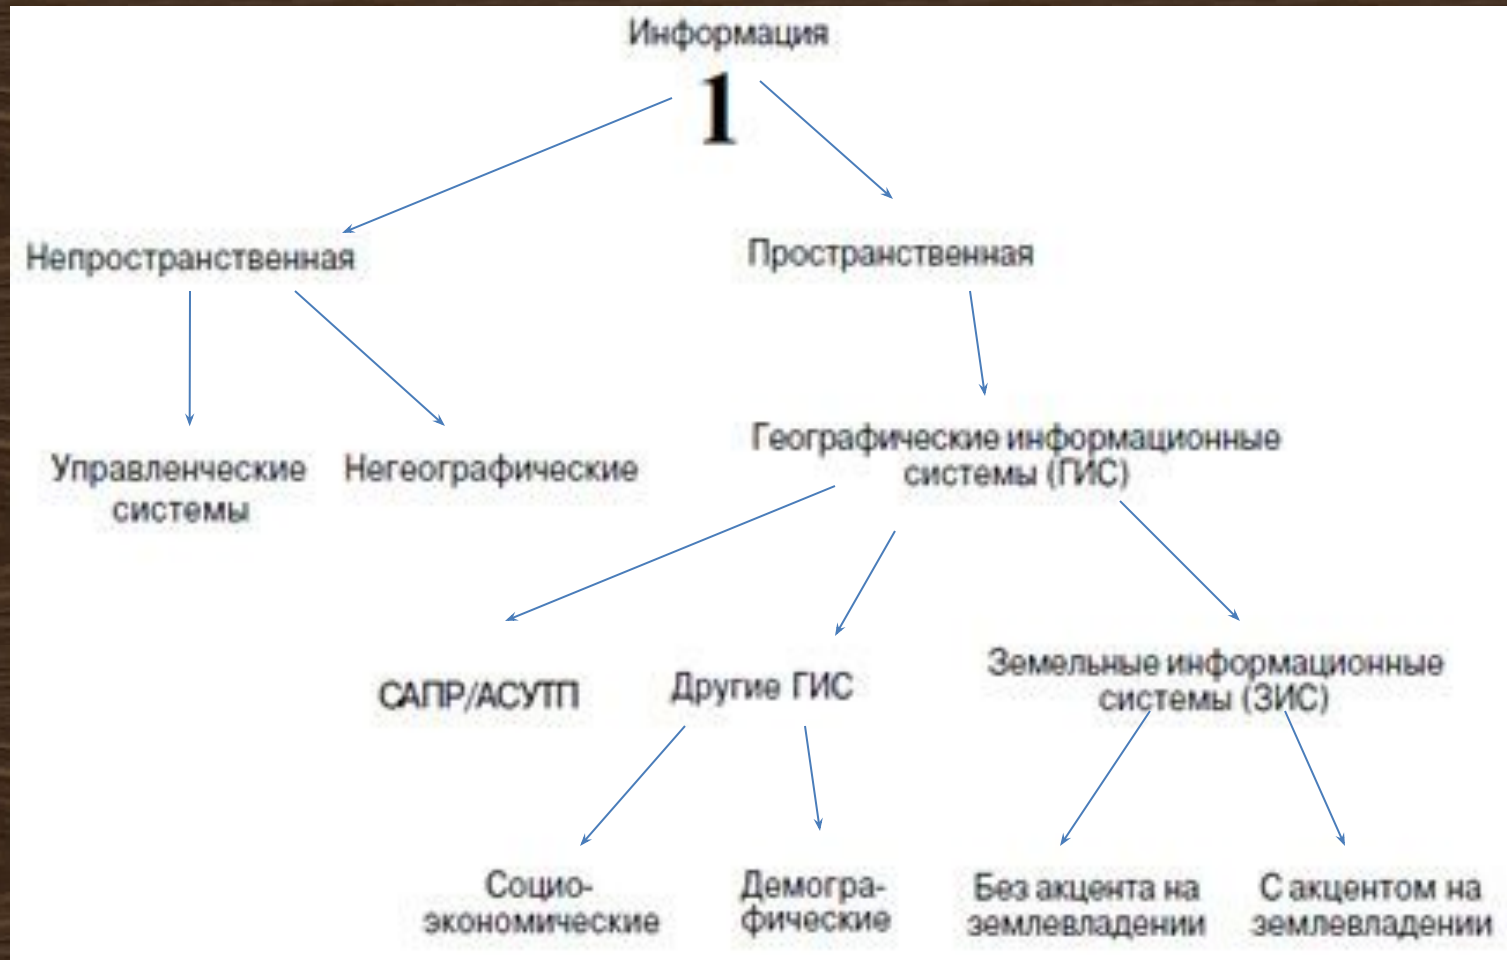 Информация
1
Непространственная
Пространственная
Управленческие
системы
Негеографические
Географические информационные
системы (ГИС)
САПР/АСУТП
Другие ГИС
Земельные информационные
системы (ЗИС)
Социо-
экономические
Демогра-
фические
Без акцента на
землевладении
С акцентом на
землевладении